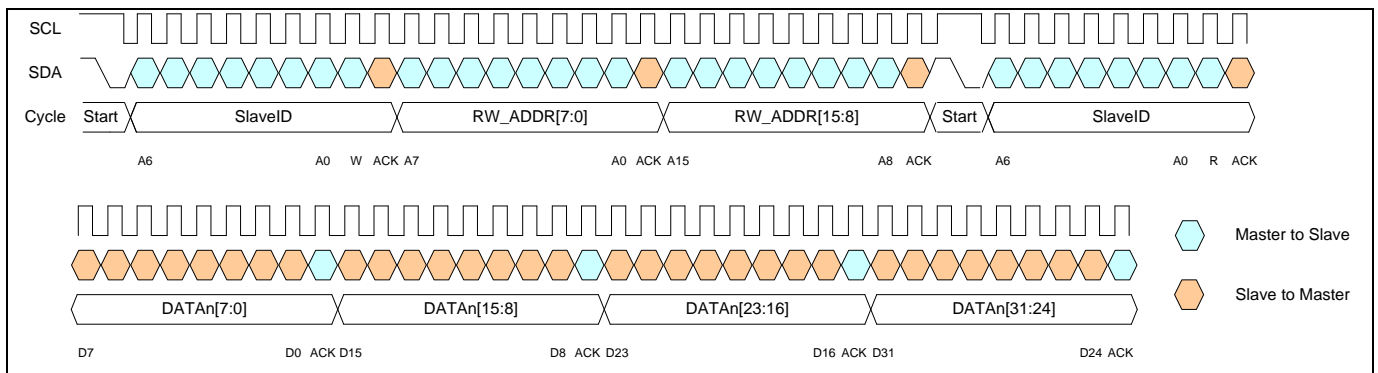 SCL
SDA
Cycle Start SlaveID RW_ADDR[7:0] RW_ADDR[15:8] Start SlaveID
A6 A0 W ACK A7 A0 ACK A15 A8 ACK A6 A0 R ACK
Master to Slave
Slave to Master
DATAn[7:0] DATAn[15:8] DATAn[23:16] DATAn[31:24]
D7 D0 ACK D15 D8 ACK D23 D16 ACK D31 D24 ACK